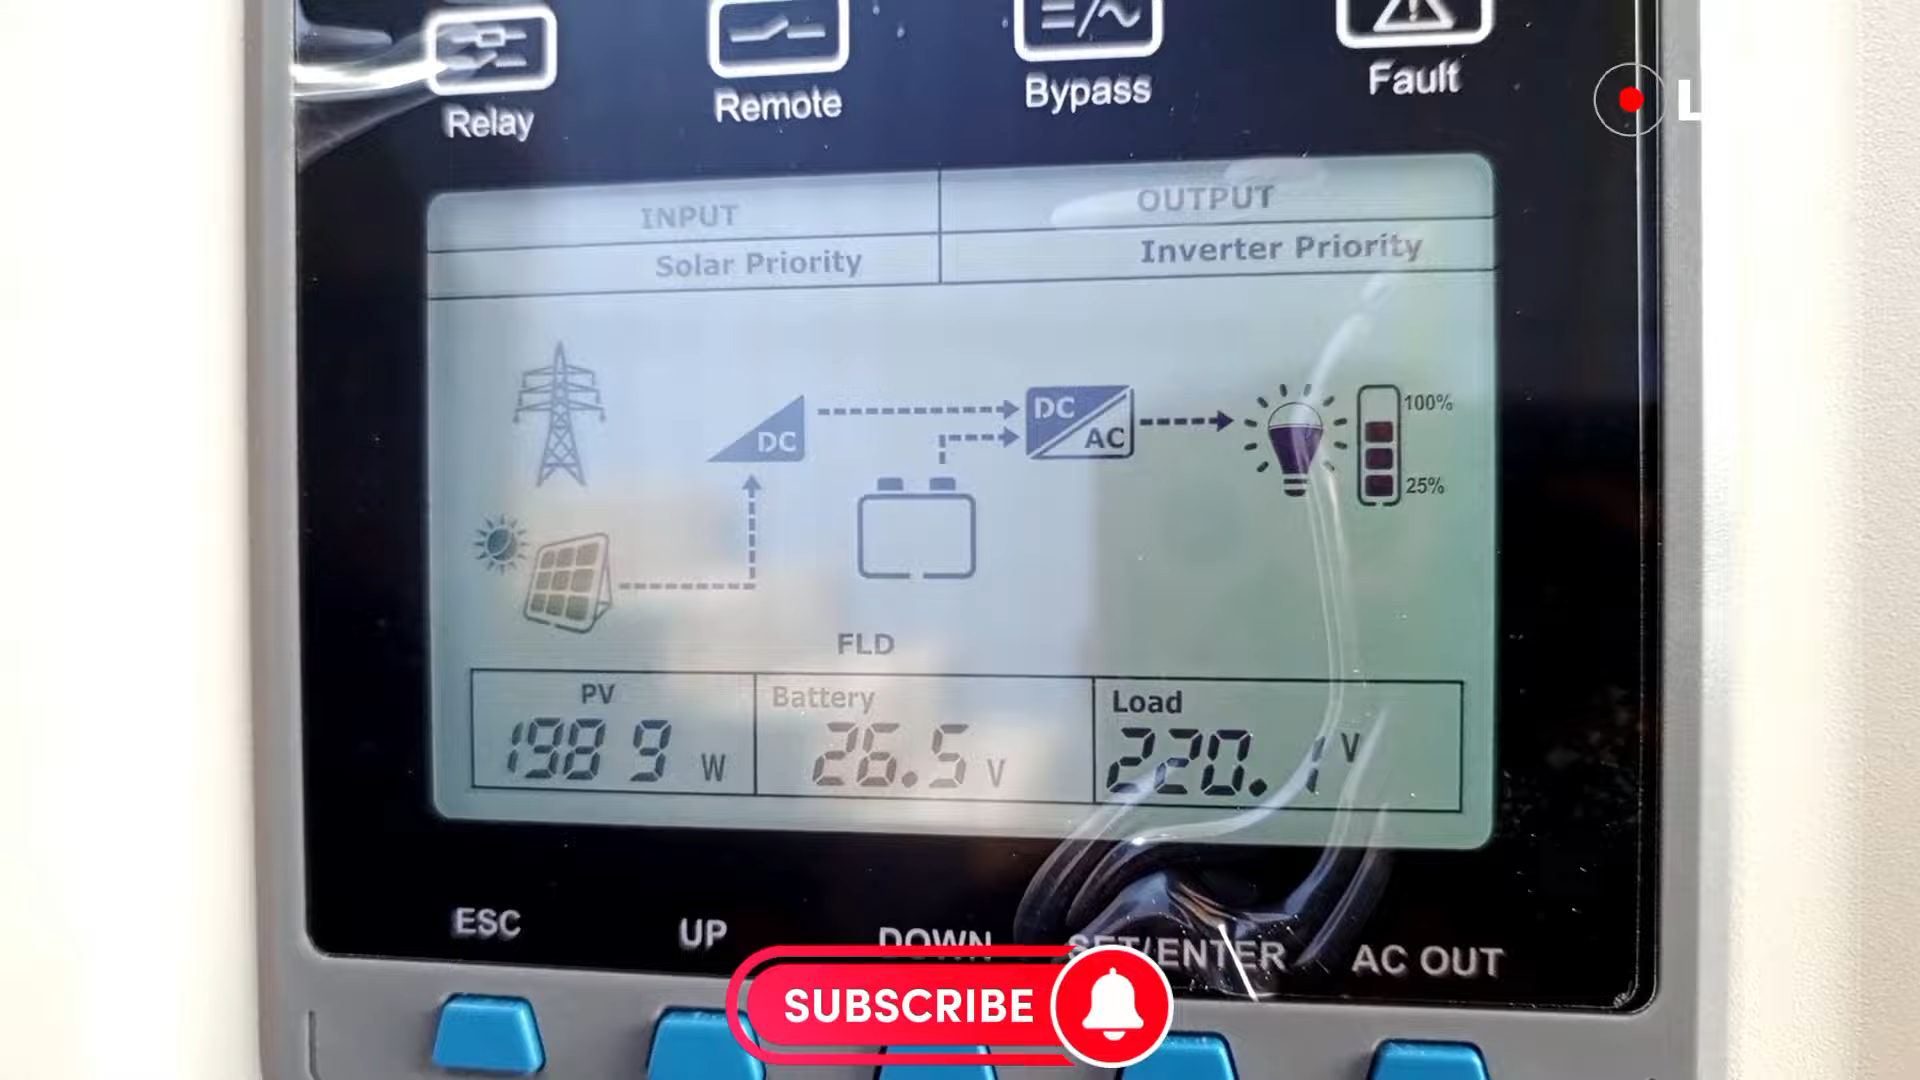 Relay Remote Bypass Fault
L
INPUT OUTPUT
Solar Priority Inverter Priority
DC DC AC 100%
25%
FLD
PV Battery Load
1989 W 26.5 V 220.1 V
ESC UP DOWN SET/ENTER AC OUT
SUBSCRIBE